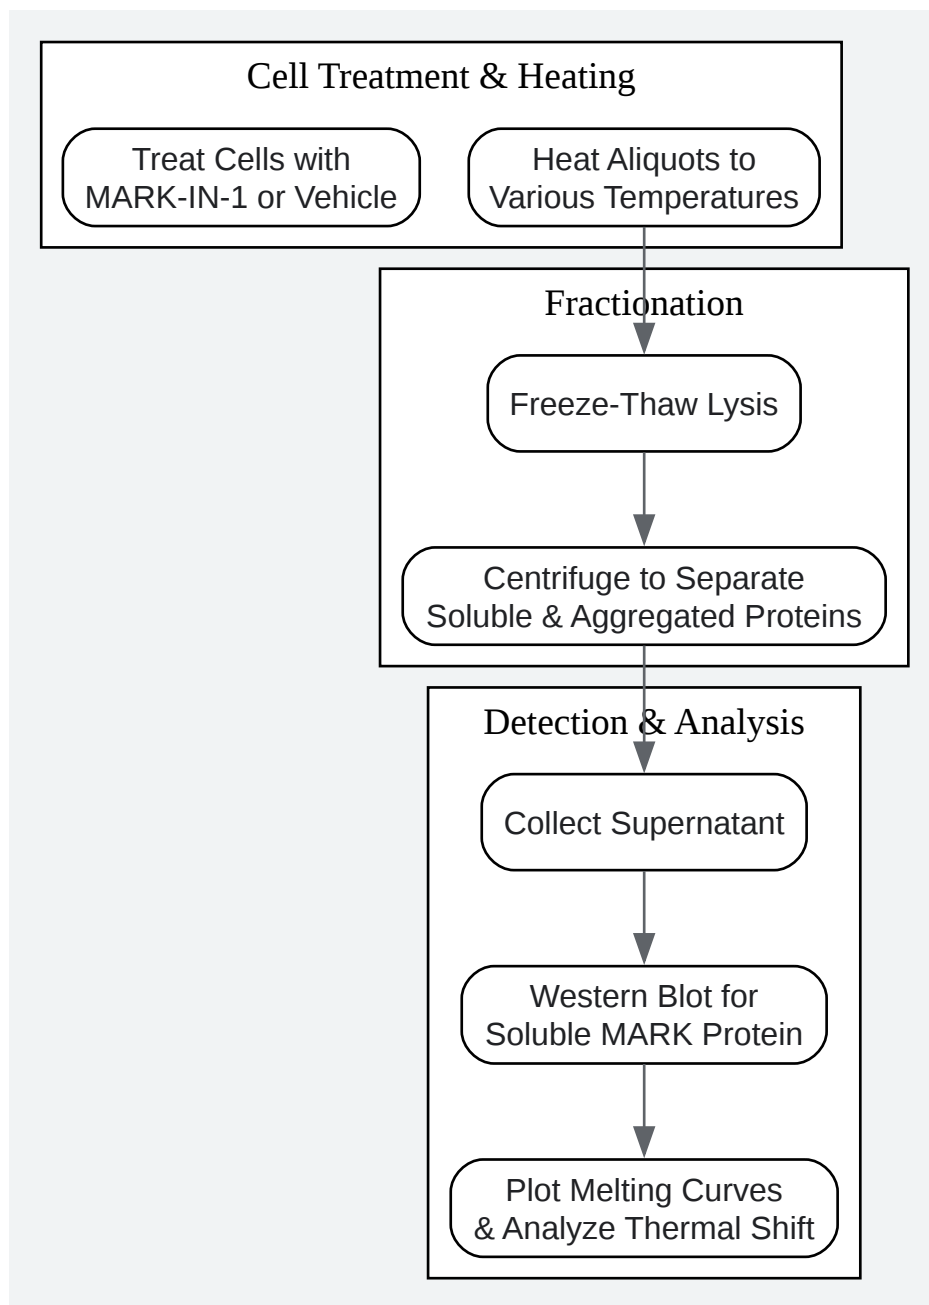 Cell Treatment & Heating
Treat Cells with
MARK-IN-1 or Vehicle
Heat Aliquots to
Various Temperatures
Fractionation
Freeze-Thaw Lysis
Centrifuge to Separate
Soluble & Aggregated Proteins
Detection & Analysis
Collect Supernatant
Western Blot for
Soluble MARK Protein
Plot Melting Curves
& Analyze Thermal Shift